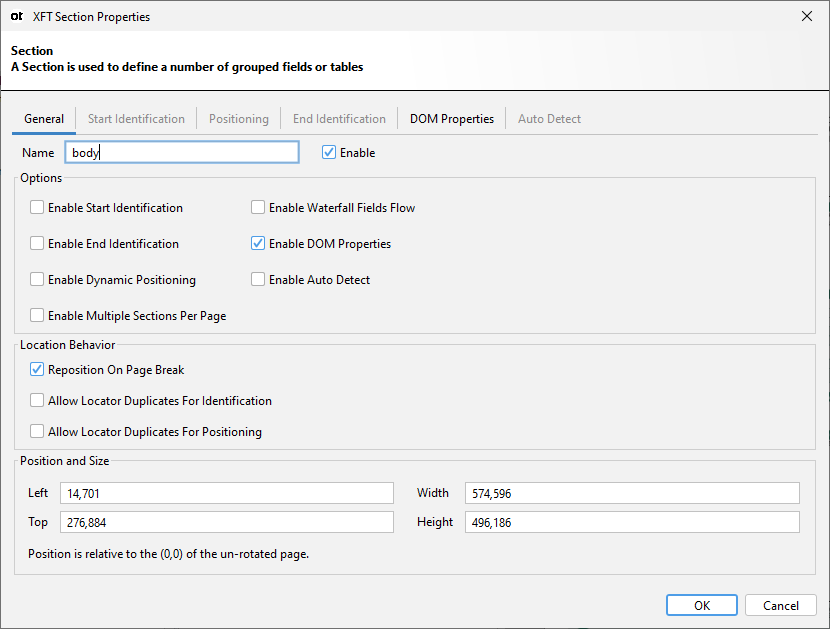 ot XFT Section Properties
Section
A Section is used to define a number of grouped fields or tables
General Start Identification Positioning End Identification DOM Properties Auto Detect
Name body Enable
Options
Enable Start Identification Enable Waterfall Fields Flow
Enable End Identification Enable DOM Properties
Enable Dynamic Positioning Enable Auto Detect
Enable Multiple Sections Per Page
Location Behavior
Reposition On Page Break
Allow Locator Duplicates For Identification
Allow Locator Duplicates For Positioning
Position and Size
Left 14,701 Width 574,596
Top 276,884 Height 496,186
Position is relative to the (0,0) of the un-rotated page.
OK Cancel